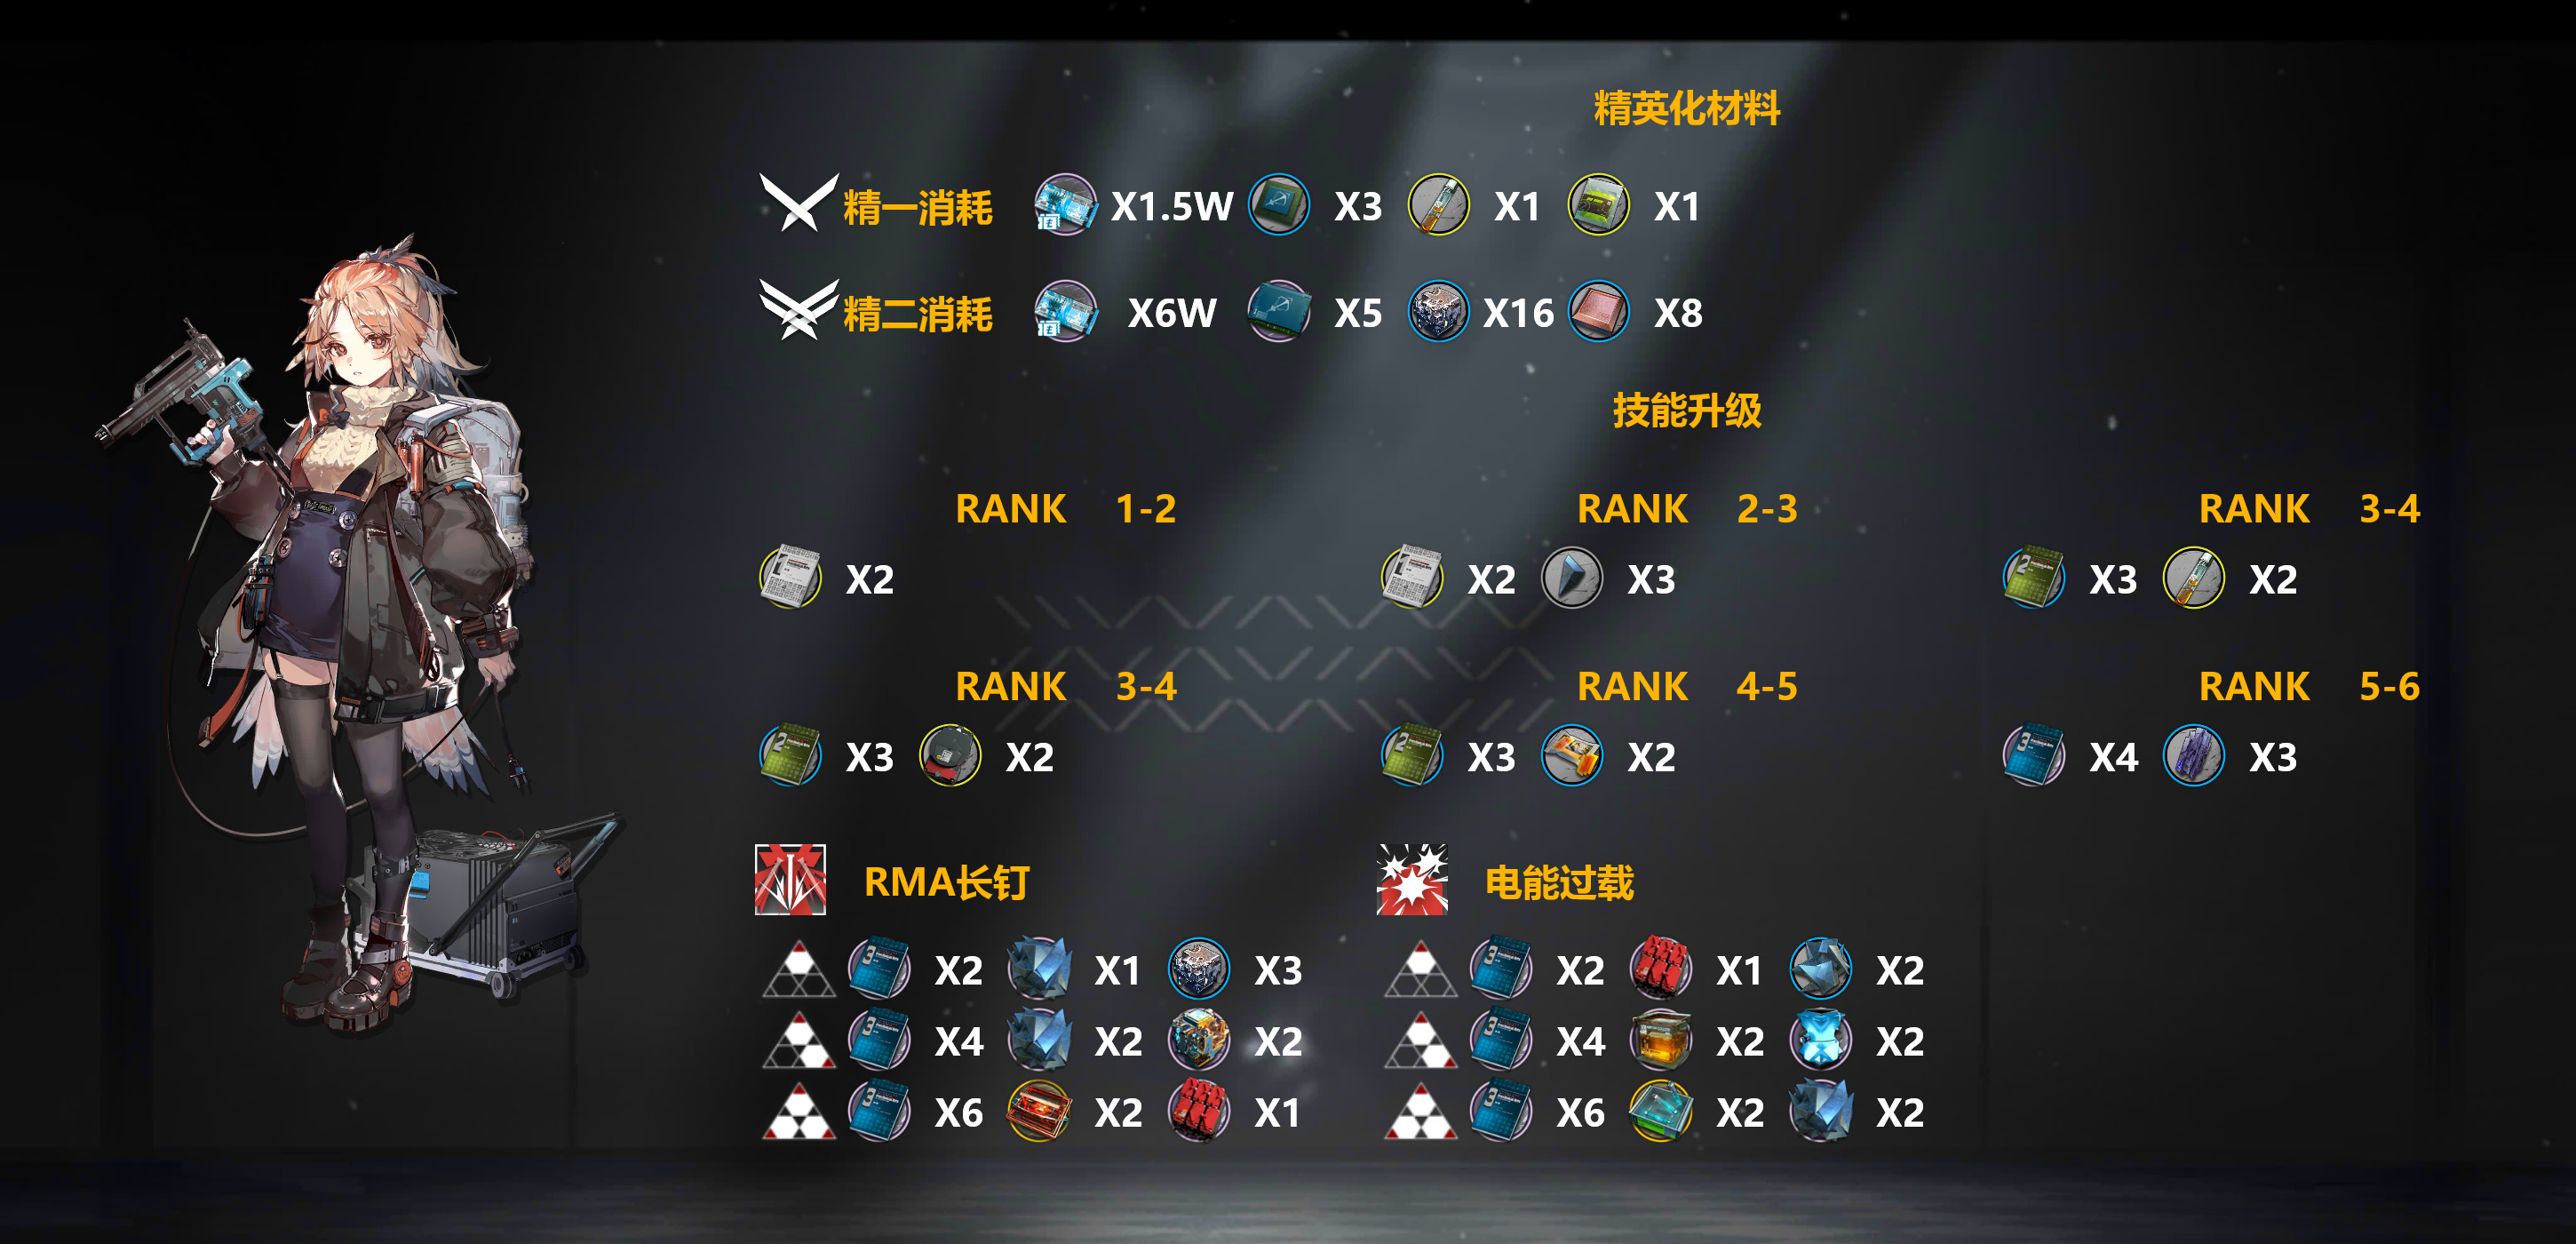 精英化材料
精一消耗 X1.5W X3 X1 X1
精二消耗 X6W X5 X16 X8
技能升级
RANK 1-2 RANK 2-3 RANK 3-4
X2 X2 X3 X3 X2
RANK 3-4 RANK 4-5 RANK 5-6
X3 X2 X3 X2 X4 X3
RMA长钉 电能过载
X2 X1 X3 X2 X1 X2
X4 X2 X2 X4 X2 X2
X6 X2 X1 X6 X2 X2